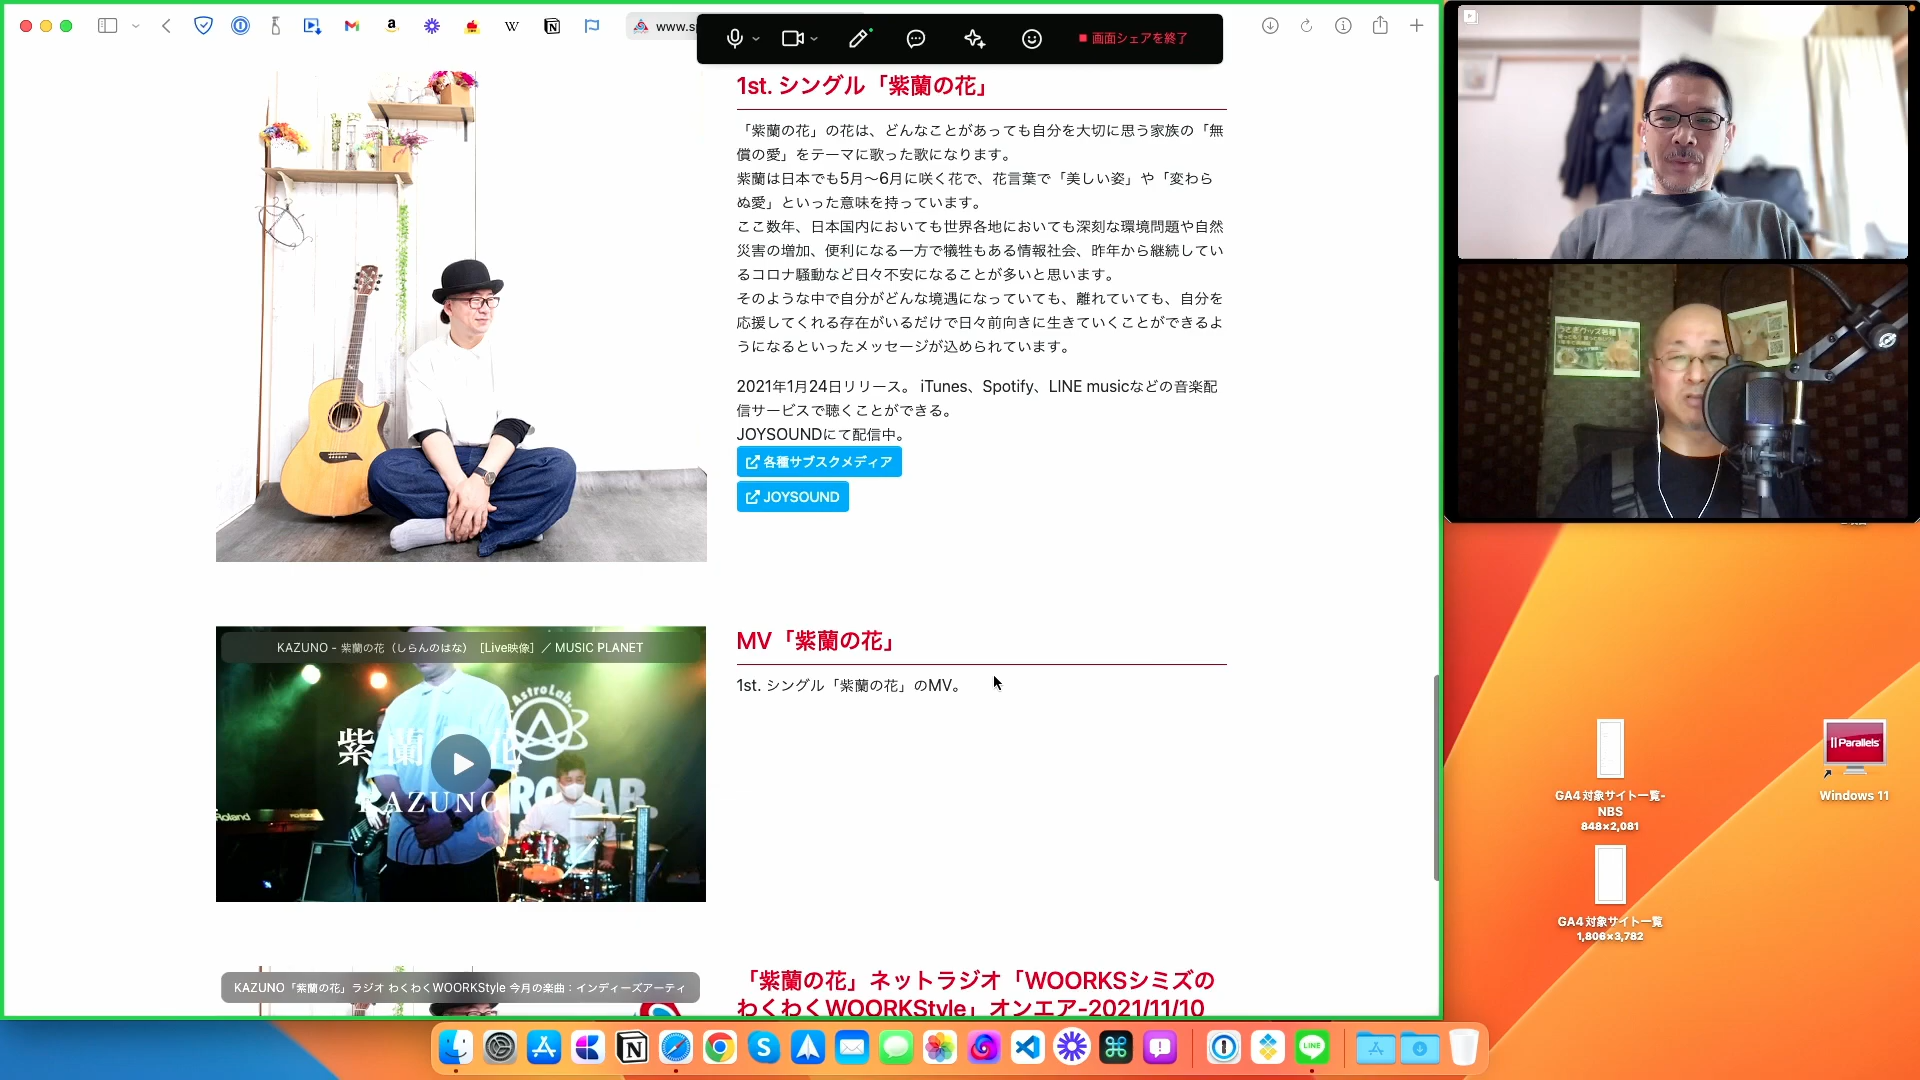 www.s
画面シェアを終了
1st. シングル「紫蘭の花」
「紫蘭の花」の花は、どんなことがあっても自分を大切に思う家族の「無
償の愛」をテーマに歌った歌になります。
紫蘭は日本でも5月〜6月に咲く花で、花言葉で「美しい姿」や「変わら
ぬ愛」といった意味を持っています。
ここ数年、日本国内においても世界各地においても深刻な環境問題や自然
災害の増加、便利になる一方で犠牲もある情報社会、昨年から継続してい
るコロナ騒動など日々不安になることが多いと思います。
そのような中で自分がどんな境遇になっていても、離れていても、自分を
応援してくれる存在がいるだけで日々前向きに生きていくことができるよ
うになるといったメッセージが込められています。
2021年1月24日リリース。 iTunes、Spotify、LINE musicなどの音楽配
信サービスで聴くことができる。
JOYSOUNDにて配信中。
各種サブスクメディア
JOYSOUND
KAZUNO - 紫蘭の花（しらんのはな）［Live映像］／ MUSIC PLANET
AstroLab.
紫蘭 花
KAZUNO
Roland
MV「紫蘭の花」
1st. シングル「紫蘭の花」のMV。
KAZUNO「紫蘭の花」ラジオ わくわくWOORKStyle 今月の楽曲：インディーズアーティ
「紫蘭の花」ネットラジオ「WOORKSシミズの
わくわくWOORKStyle」オンエア-2021/11/10
うさぎグッズ各種
Parallels
Windows 11
GA4 対象サイト一覧-
NBS
848×2,081
GA4 対象サイト一覧
1,806×3,782
LINE